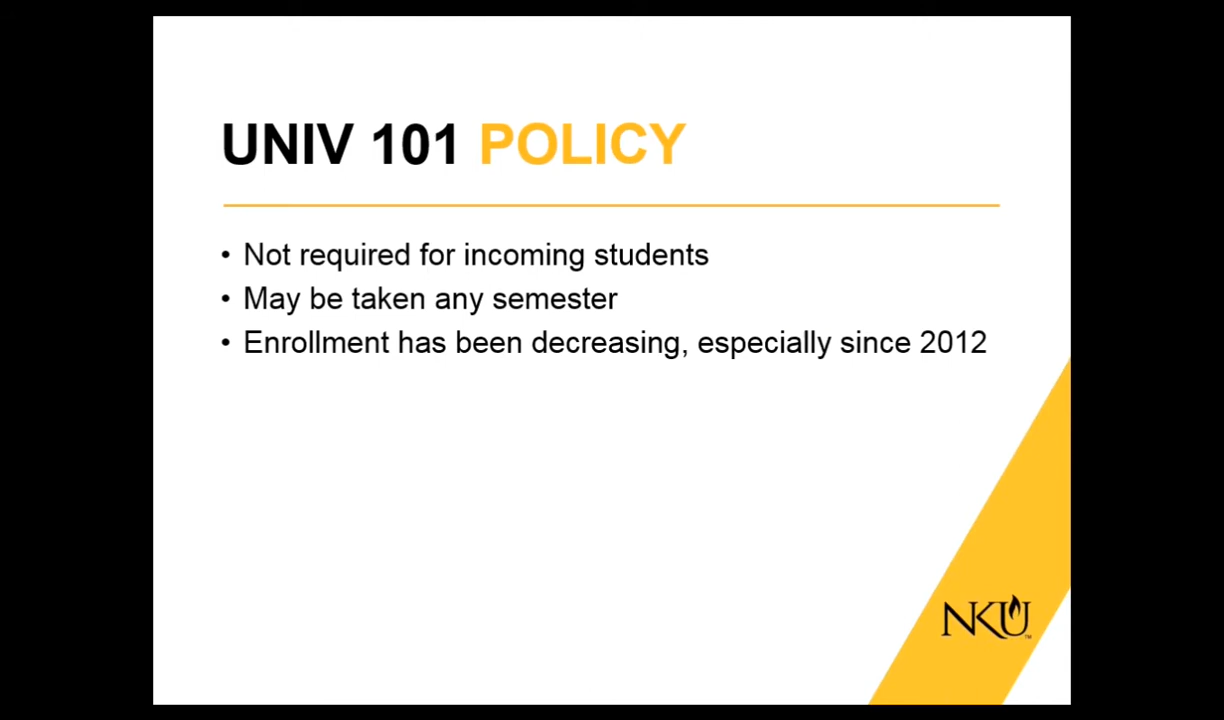 UNIV 101 POLICY
• Not required for incoming students
• May be taken any semester
• Enrollment has been decreasing, especially since 2012
NKU™